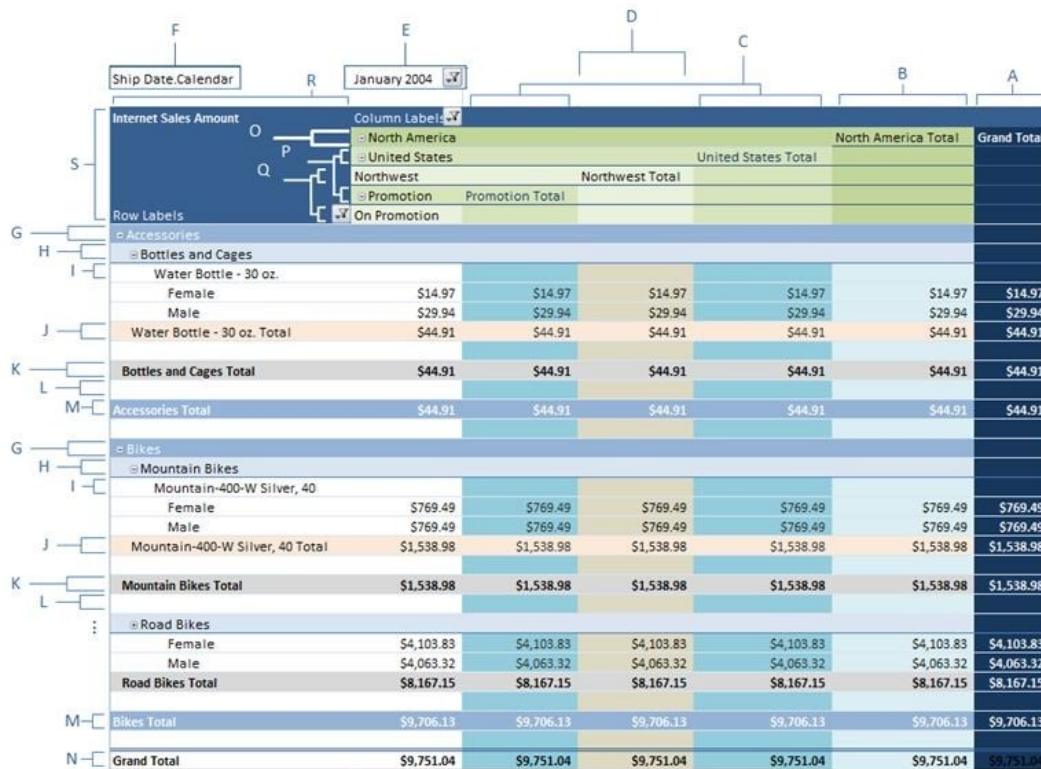 F E D C
Ship Date.Calendar January 2004 R B A
Internet Sales Amount Column Labels
O North America North America Total Grand Total
P United States United States Total
S Q Northwest Northwest Total
Promotion Promotion Total
Row Labels On Promotion
G Accessories
H Bottles and Cages
I Water Bottle - 30 oz.
Female $14.97 $14.97 $14.97 $14.97 $14.97 $14.97
Male $29.94 $29.94 $29.94 $29.94 $29.94 $29.94
J Water Bottle - 30 oz. Total $44.91 $44.91 $44.91 $44.91 $44.91 $44.91
K Bottles and Cages Total $44.91 $44.91 $44.91 $44.91 $44.91 $44.91
L
M Accessories Total $44.91 $44.91 $44.91 $44.91 $44.91 $44.91
G Bikes
H Mountain Bikes
I Mountain-400-W Silver, 40
Female $769.49 $769.49 $769.49 $769.49 $769.49 $769.49
Male $769.49 $769.49 $769.49 $769.49 $769.49 $769.49
J Mountain-400-W Silver, 40 Total $1,538.98 $1,538.98 $1,538.98 $1,538.98 $1,538.98 $1,538.98
K Mountain Bikes Total $1,538.98 $1,538.98 $1,538.98 $1,538.98 $1,538.98 $1,538.98
L
⋮ Road Bikes
Female $4,103.83 $4,103.83 $4,103.83 $4,103.83 $4,103.83 $4,103.83
Male $4,063.32 $4,063.32 $4,063.32 $4,063.32 $4,063.32 $4,063.32
Road Bikes Total $8,167.15 $8,167.15 $8,167.15 $8,167.15 $8,167.15 $8,167.15
M Bikes Total $9,706.13 $9,706.13 $9,706.13 $9,706.13 $9,706.13 $9,706.13
N Grand Total $9,751.04 $9,751.04 $9,751.04 $9,751.04 $9,751.04 $9,751.04